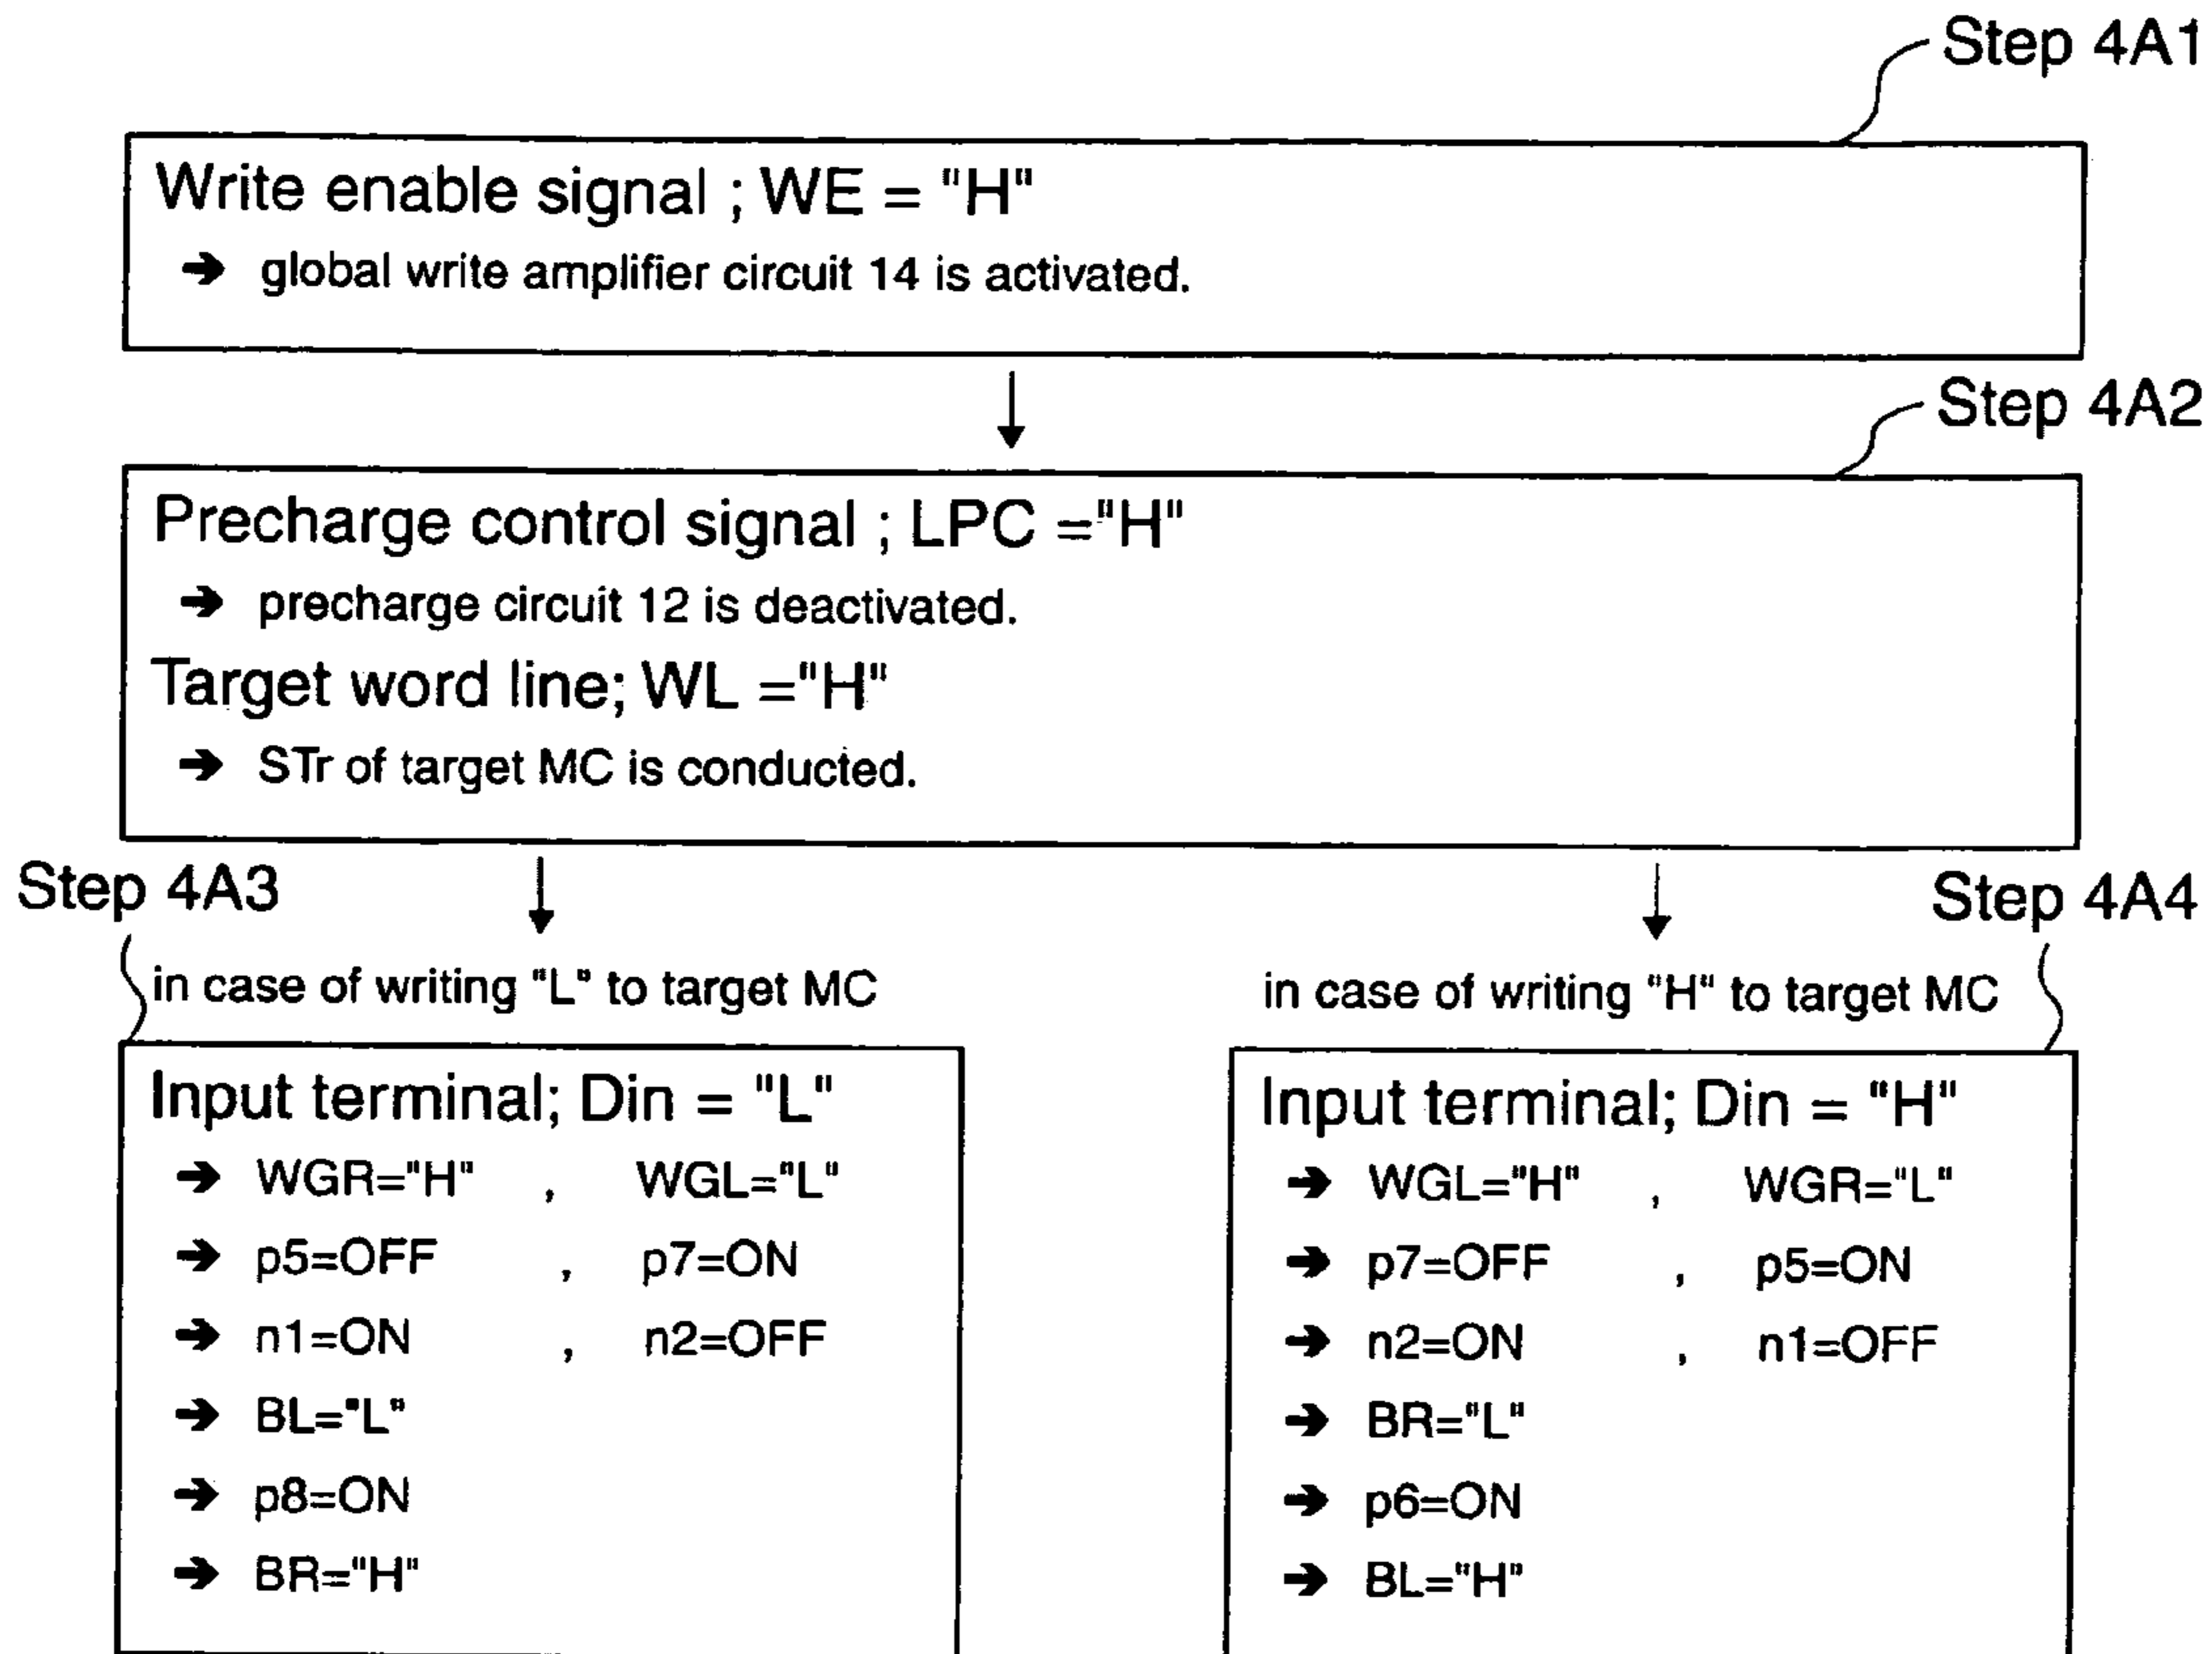 Step 4A1
Write enable signal ; WE = "H"
➔ global write amplifier circuit 14 is activated.
Step 4A2
Precharge control signal ; LPC ="H"
➔ precharge circuit 12 is deactivated.
Target word line; WL ="H"
➔ STr of target MC is conducted.
Step 4A3
in case of writing "L" to target MC
Input terminal; Din = "L"
➔ WGR="H" , WGL="L"
➔ p5=OFF , p7=ON
➔ n1=ON , n2=OFF
➔ BL="L"
➔ p8=ON
➔ BR="H"
Step 4A4
in case of writing "H" to target MC
Input terminal; Din = "H"
➔ WGL="H" , WGR="L"
➔ p7=OFF , p5=ON
➔ n2=ON , n1=OFF
➔ BR="L"
➔ p6=ON
➔ BL="H"